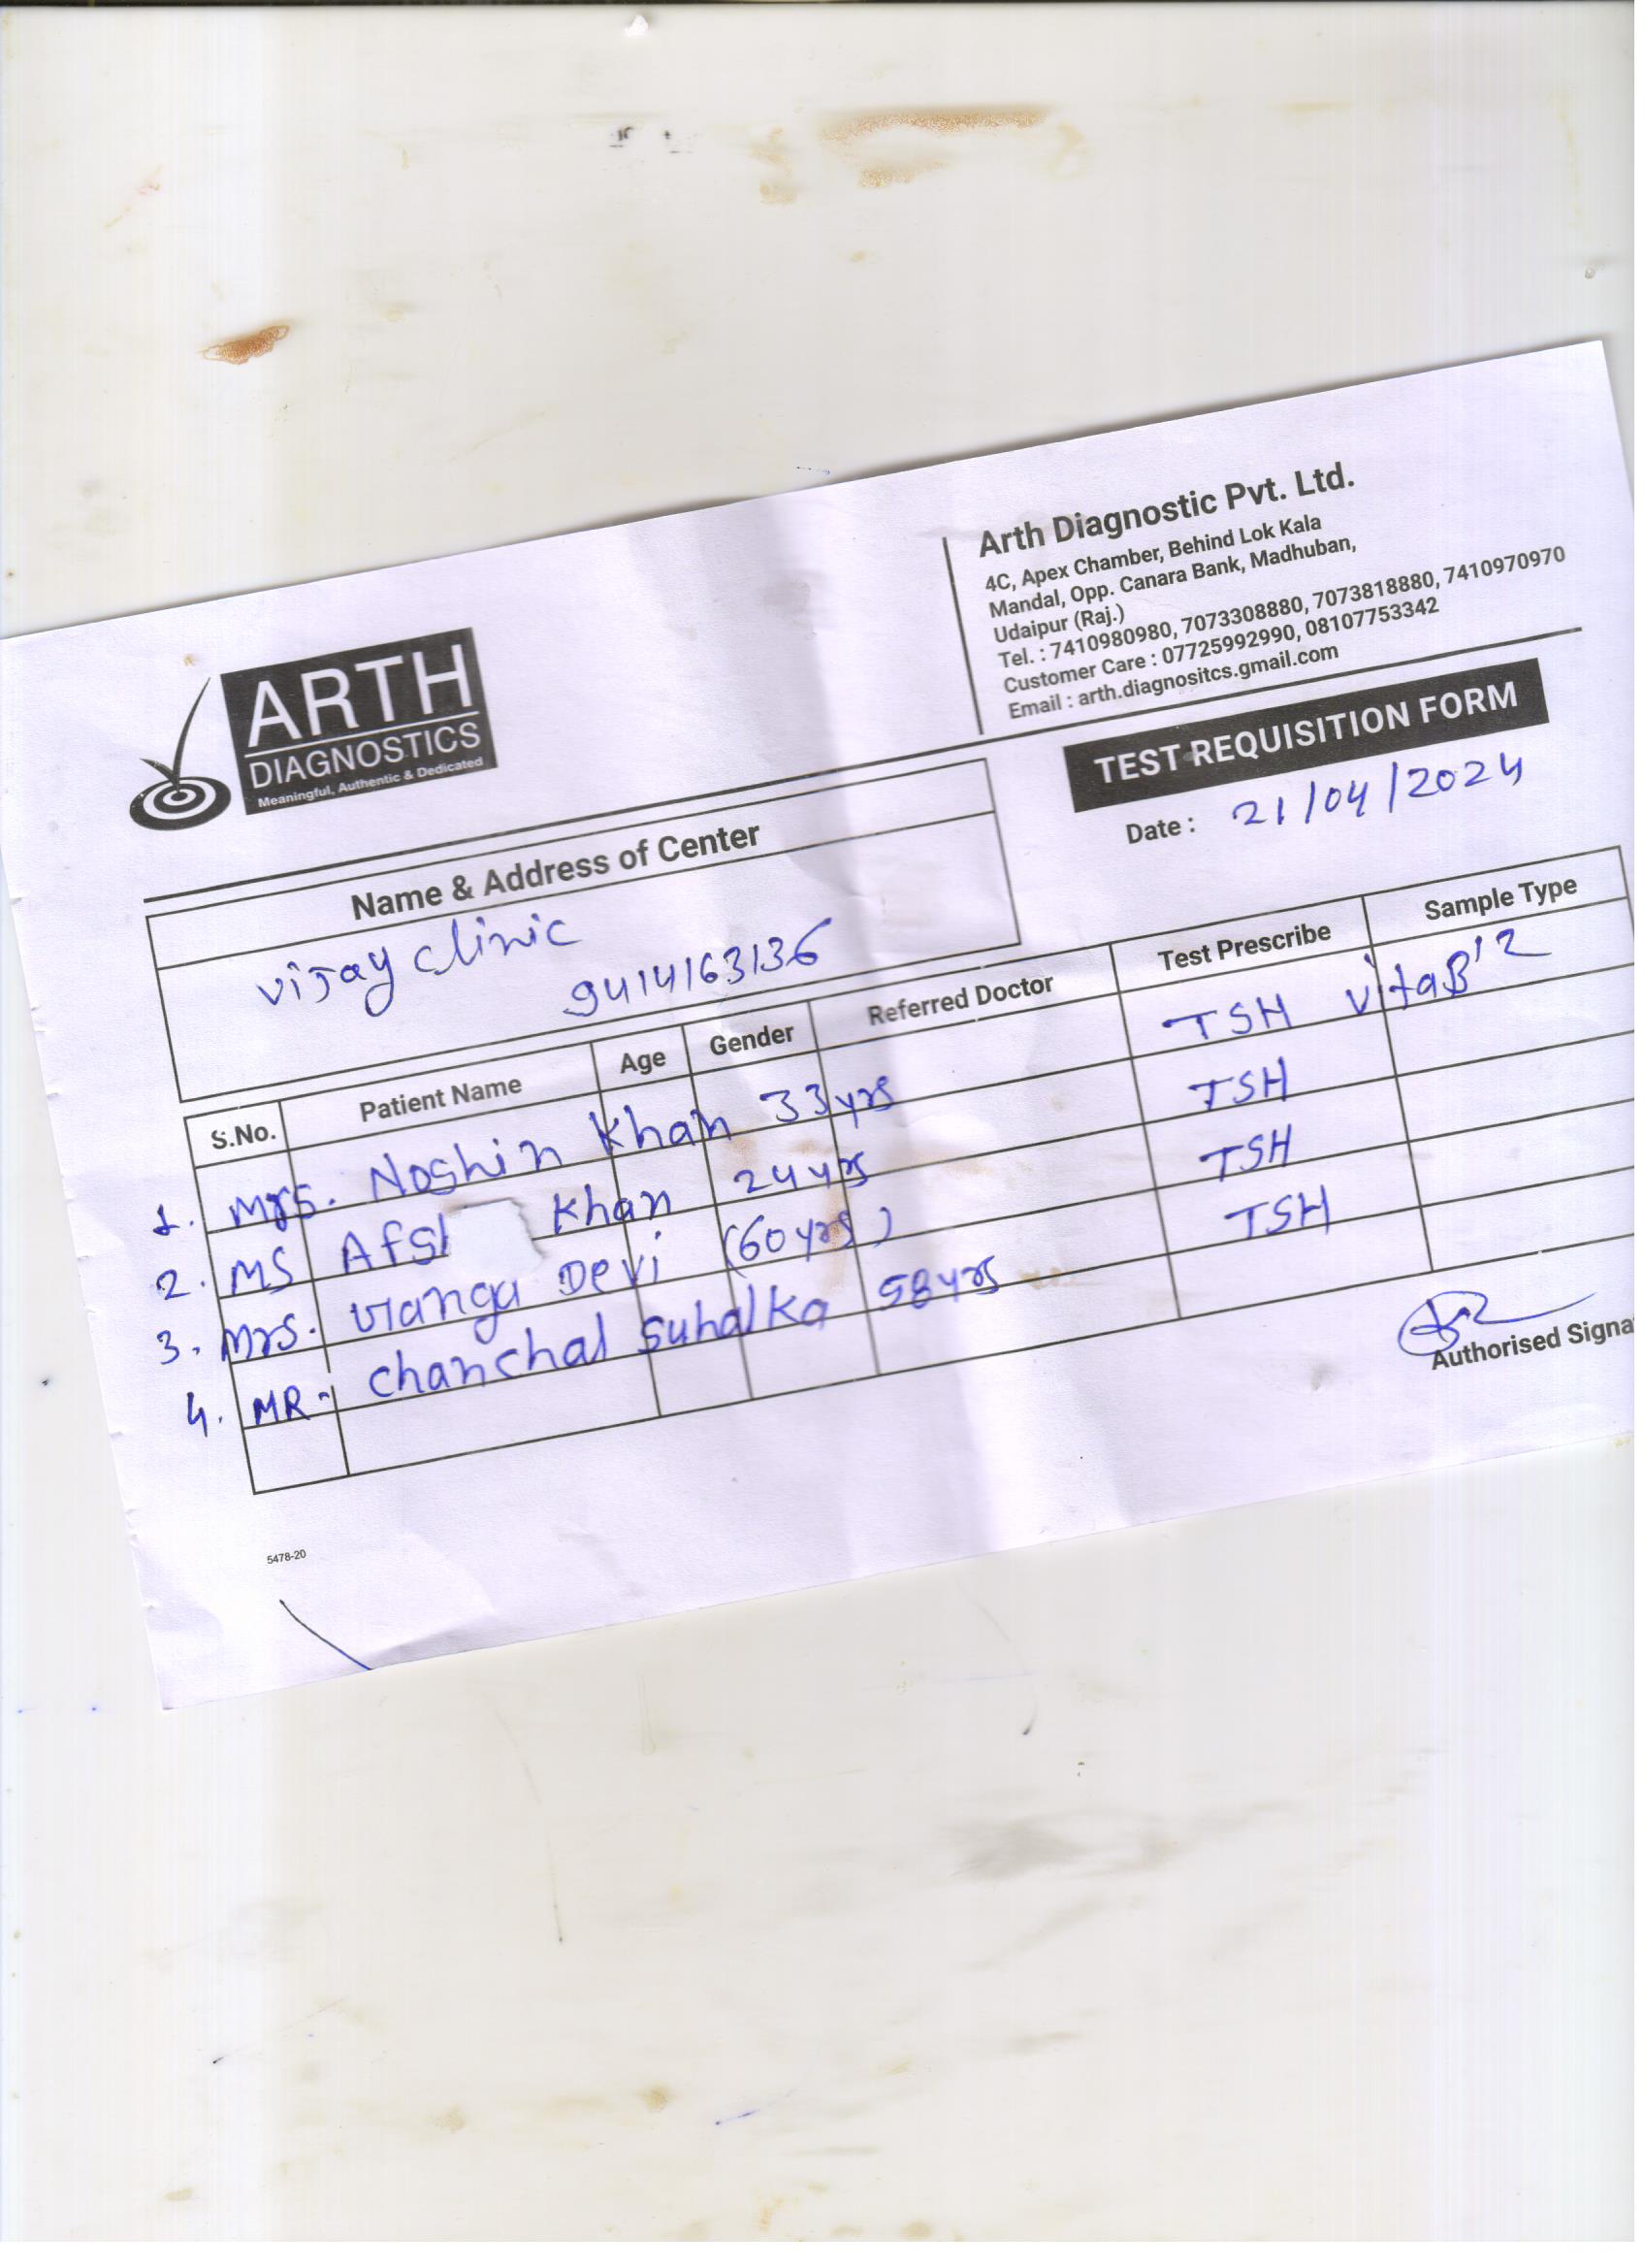 ARTH
DIAGNOSTICS
Meaningful, Authentic & Dedicated
Arth Diagnostic Pvt. Ltd.
4C, Apex Chamber, Behind Lok Kala
Mandal, Opp. Canara Bank, Madhuban,
Udaipur (Raj.)
Tel. : 7410980980, 7073308880, 7073818880, 7410970970
Customer Care : 07725992990, 08107753342
Email : arth.diagnositcs.gmail.com
TEST REQUISITION FORM
Date : 21/04/2024
Name & Address of Center
Vijay clinic
9414163136
S.No. Patient Name Age Gender Referred Doctor Test Prescribe Sample Type
1. Mrs. Noshin Khan 33yrs TSH VitaB12
2. MS Khan 24yrs TSH
3. Mrs. Devi (60yrs) TSH
4. MR. chanchal Suhalka 58yrs TSH
Authorised Signa
5478-20